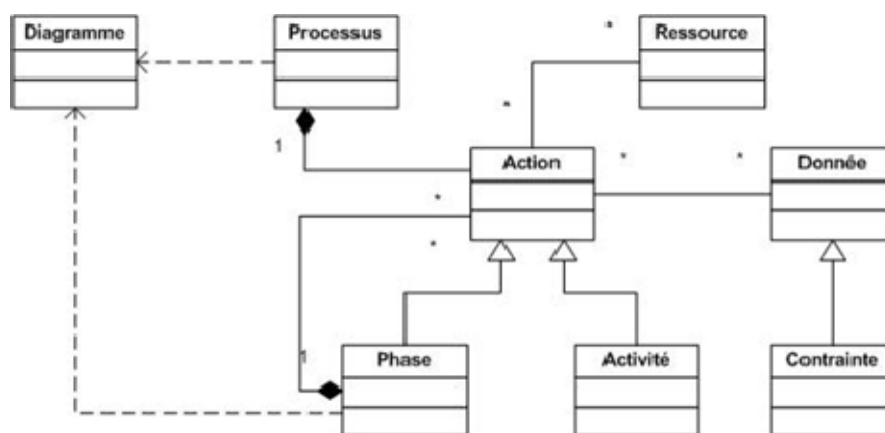 Diagramme
Processus
Ressource
*
*
1
Action
*
*
Donnée
*
*
1
Phase
Activité
Contrainte